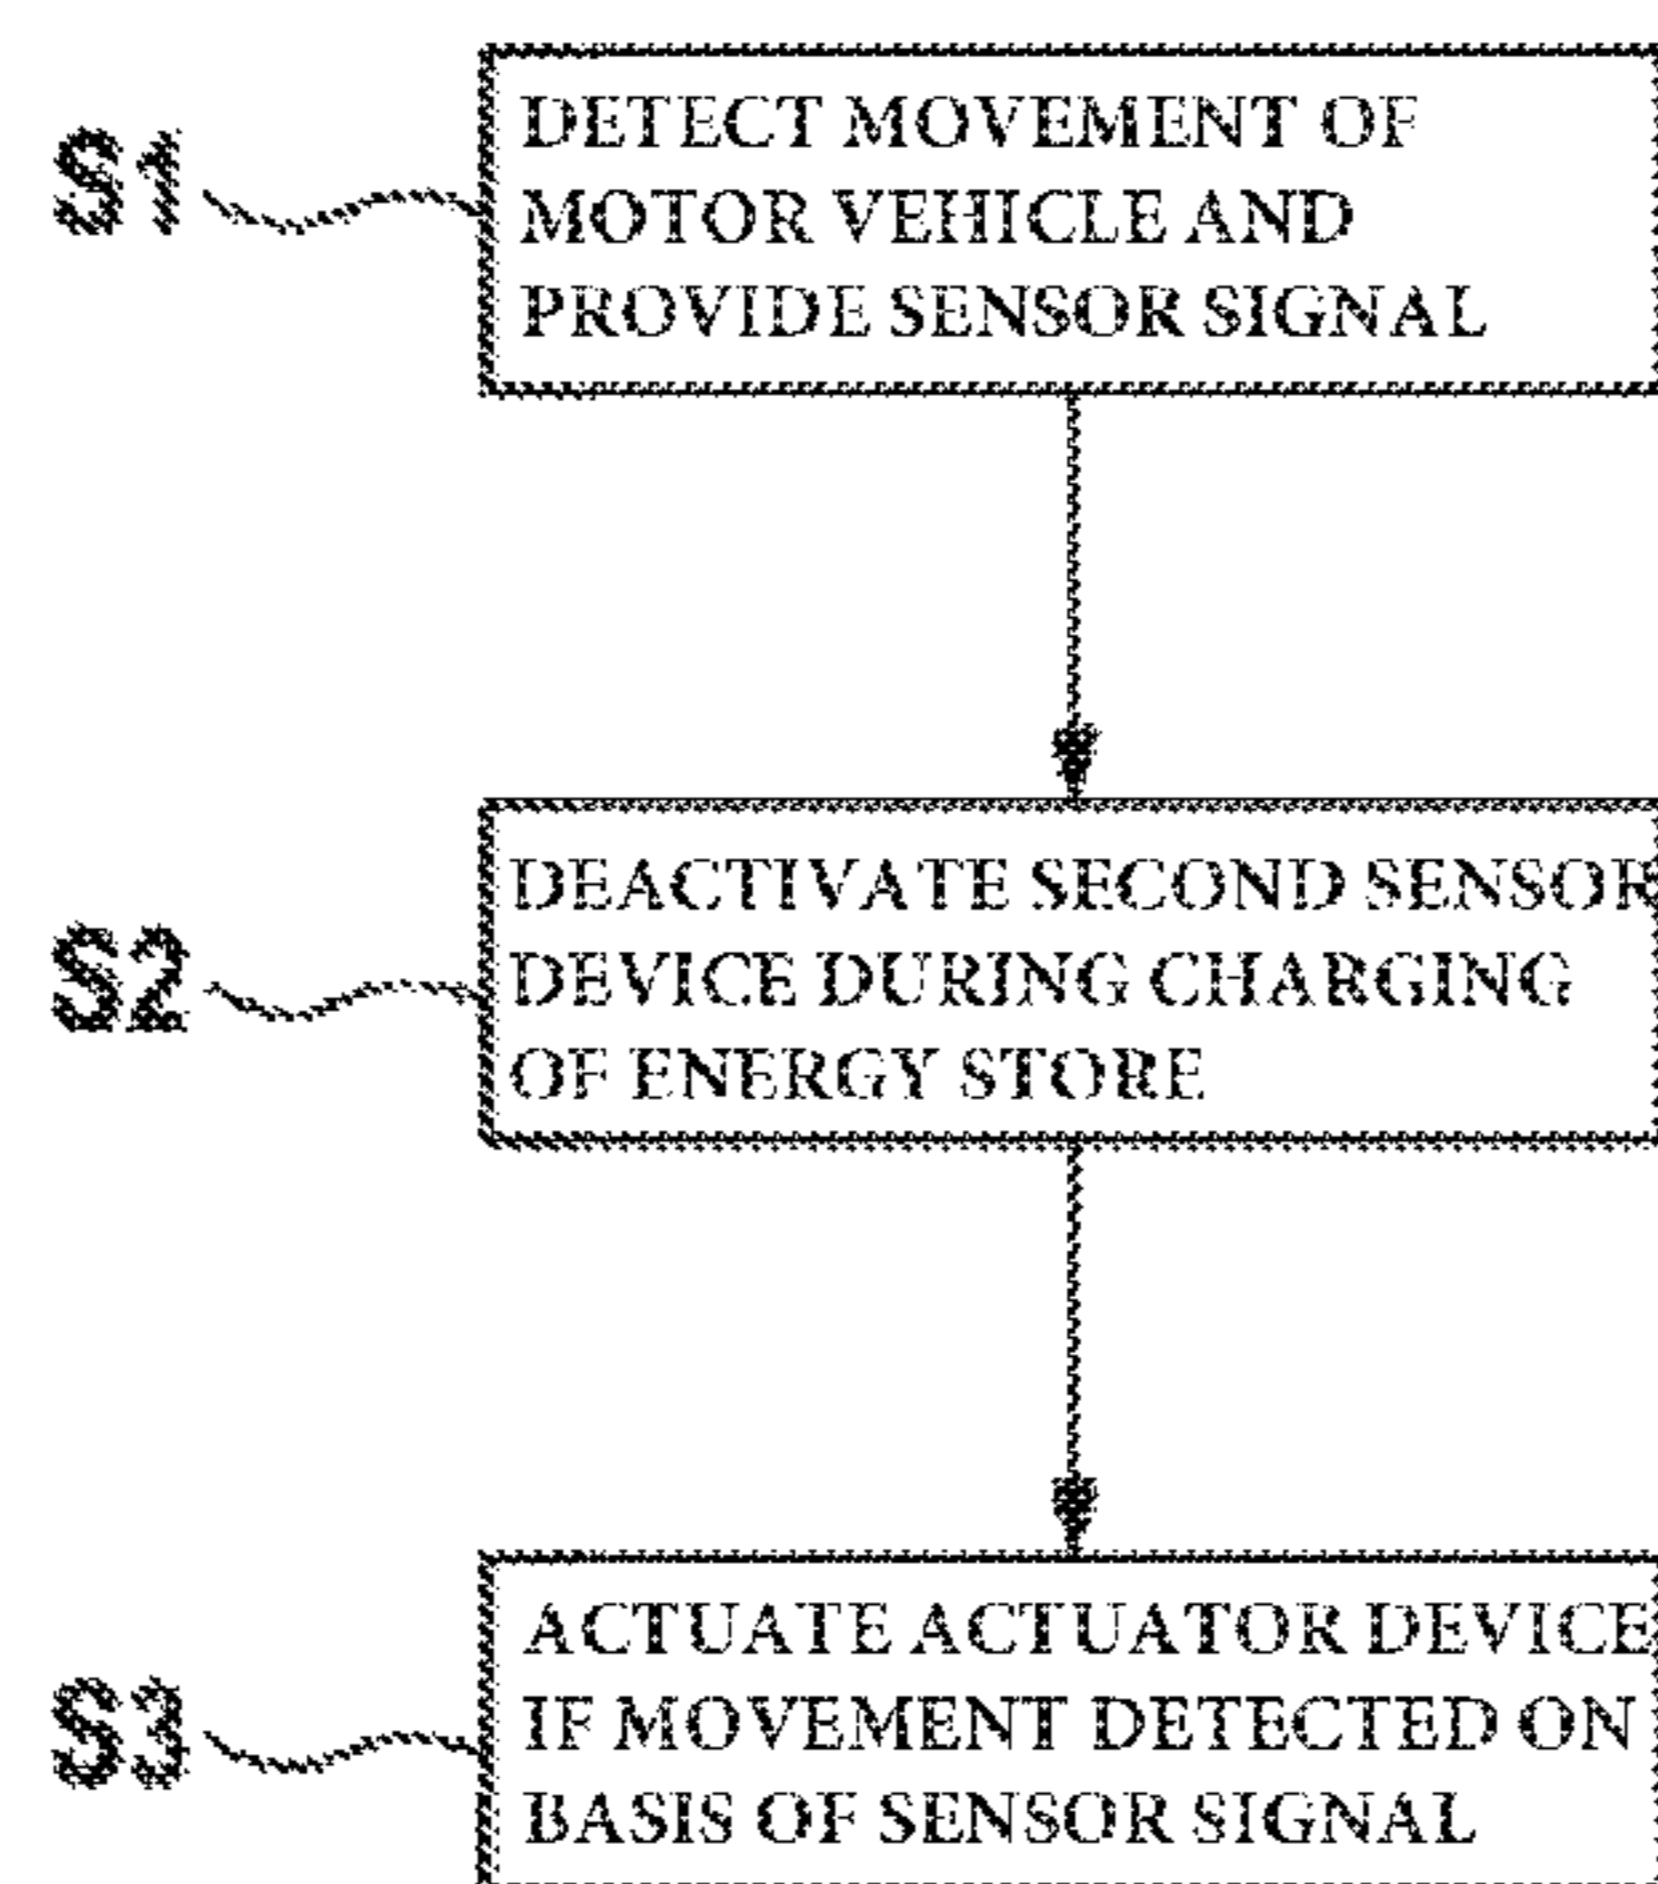 S1
DETECT MOVEMENT OF
MOTOR VEHICLE AND
PROVIDE SENSOR SIGNAL
S2
DEACTIVATE SECOND SENSOR
DEVICE DURING CHARGING
OF ENERGY STORE
S3
ACTUATE ACTUATOR DEVICE
IF MOVEMENT DETECTED ON
BASIS OF SENSOR SIGNAL